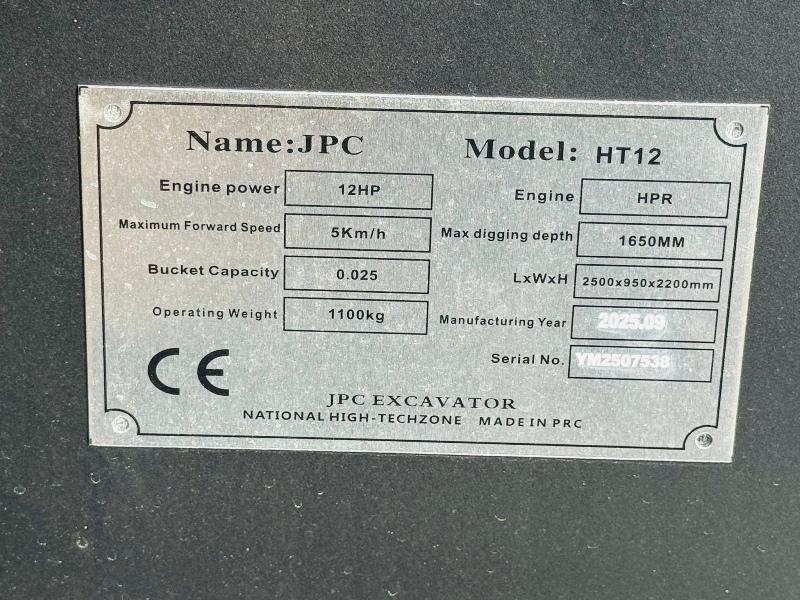 Name:JPC Model: HT12
Engine power 12HP Engine HPR
Maximum Forward Speed 5Km/h Max digging depth 1650MM
Bucket Capacity 0.025 LxWxH 2500x950x2200mm
Operating Weight 1100kg Manufacturing Year 2025.09
Serial No. YM2507538
CE
JPC EXCAVATOR
NATIONAL HIGH-TECHZONE MADE IN PRC